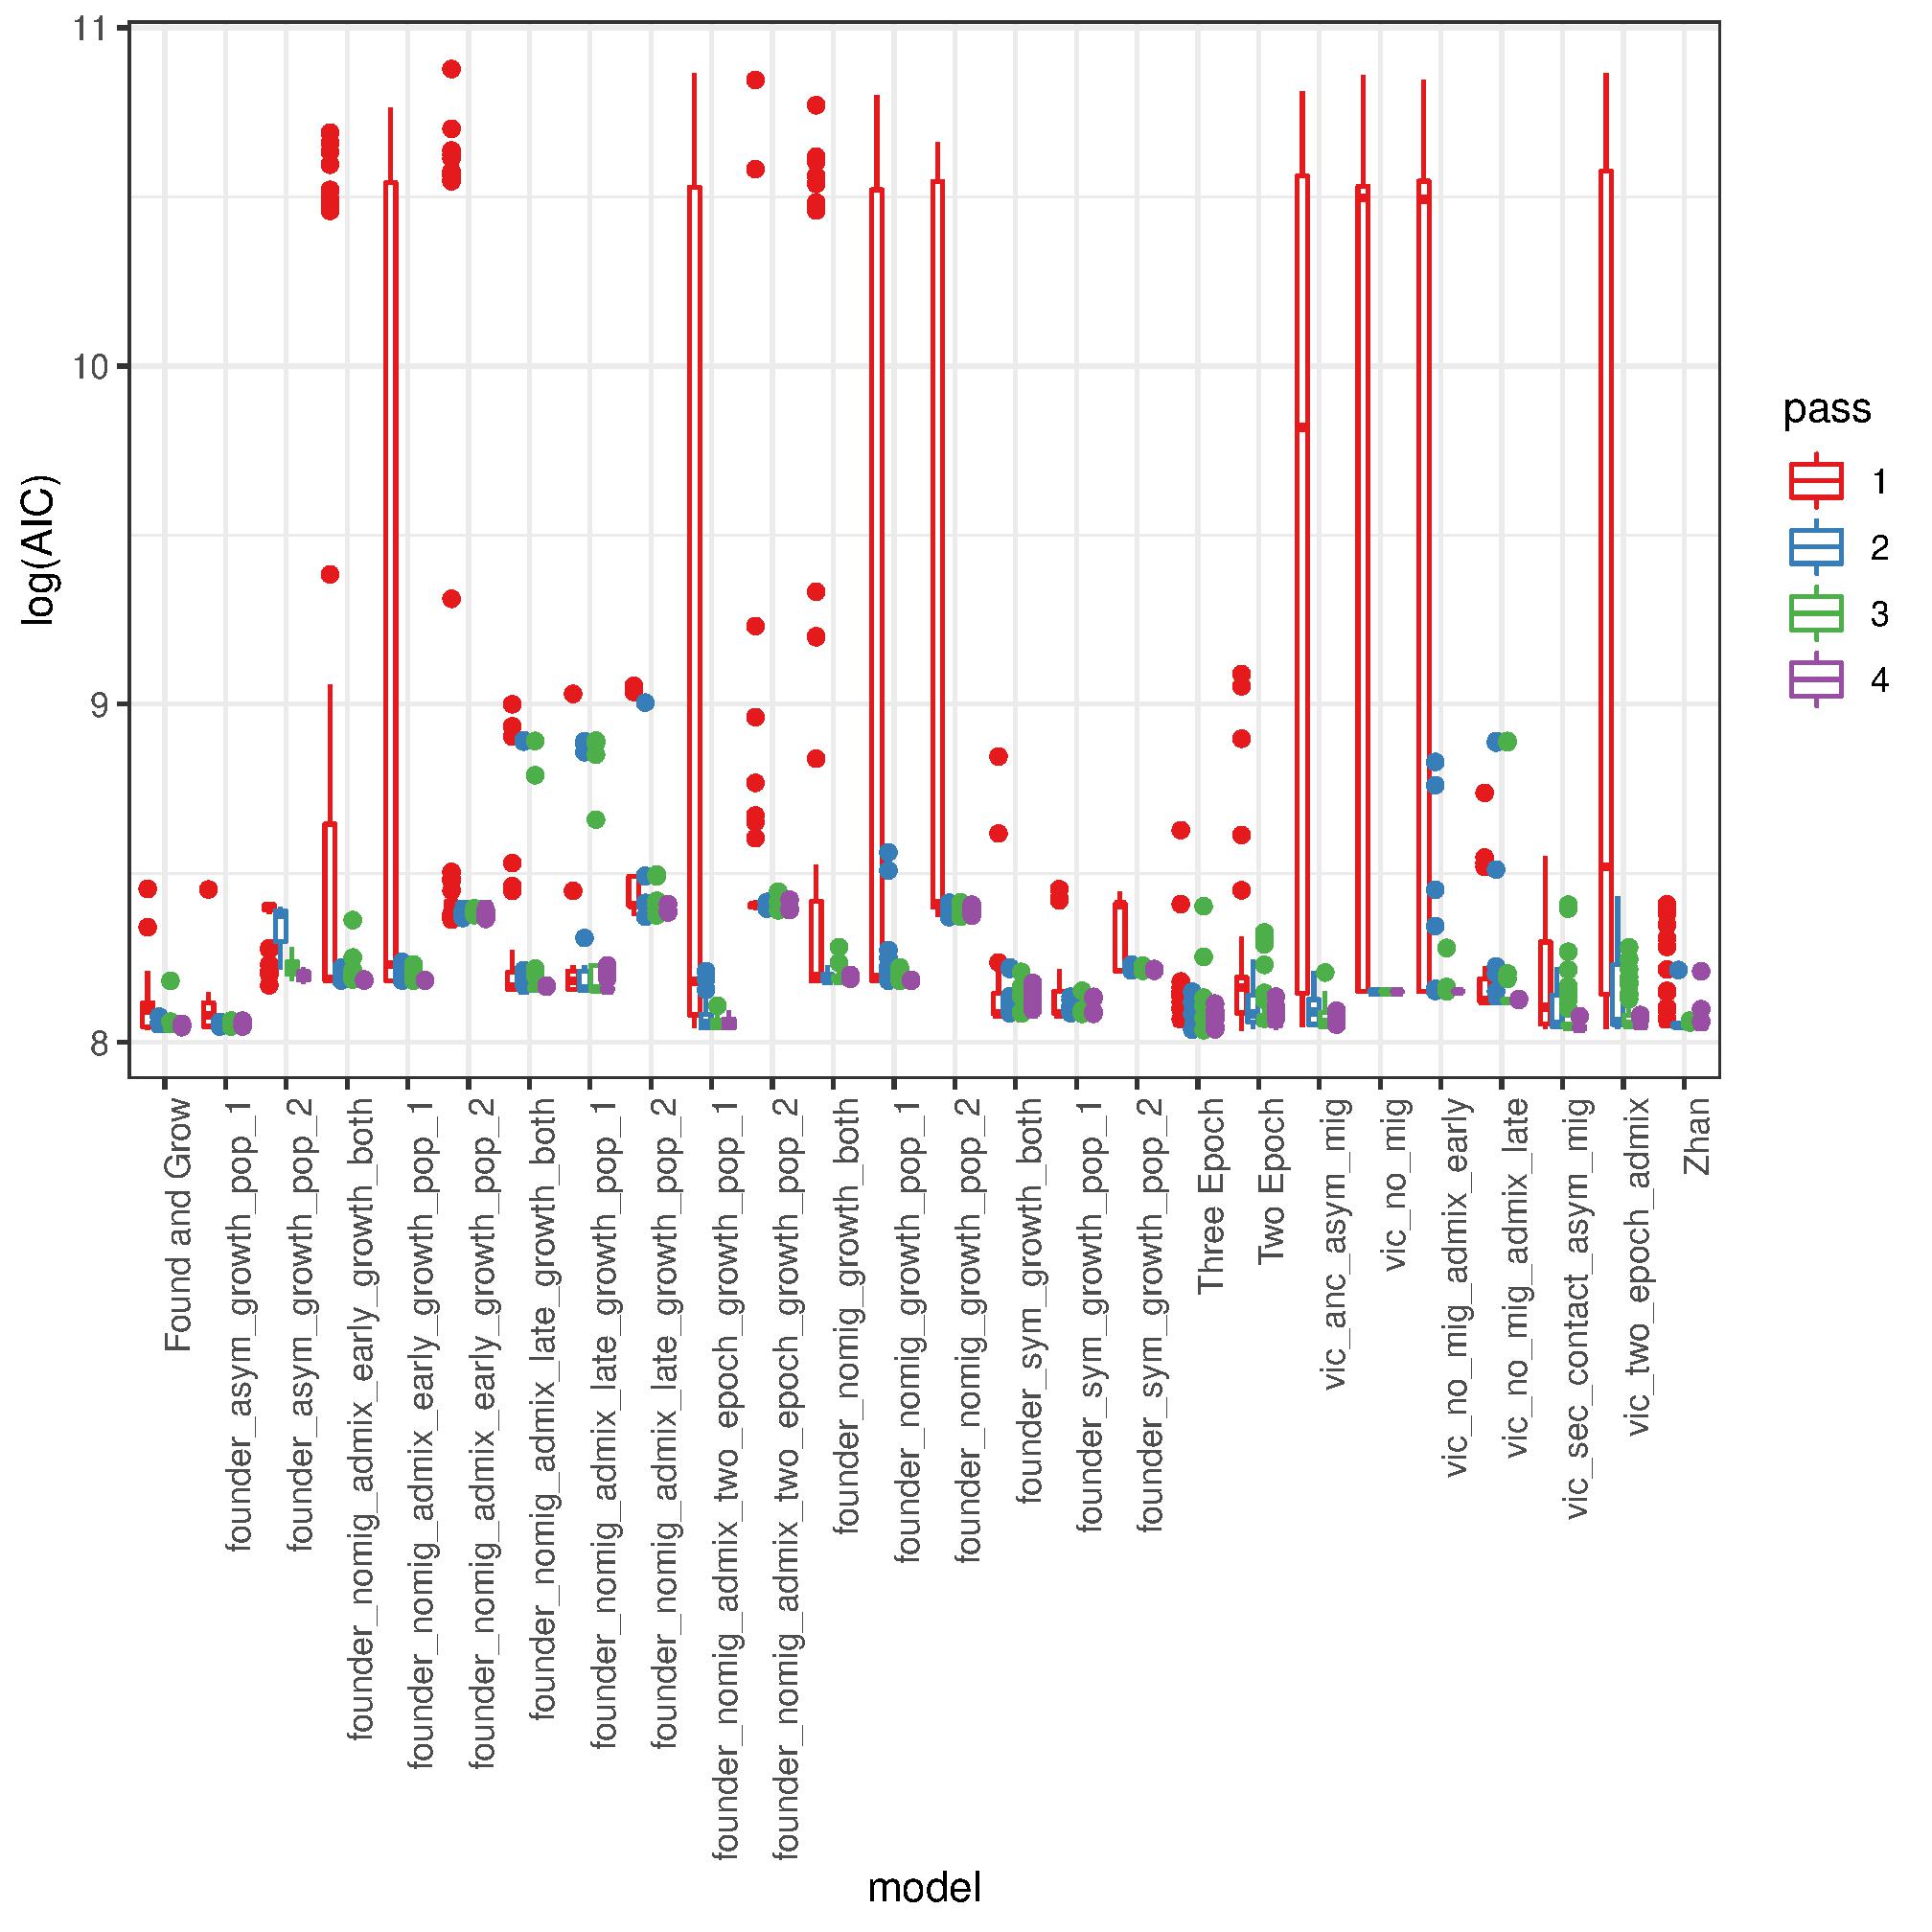 log(AIC)
11
10
9
8
Found and Grow
founder_asym_growth_pop_1
founder_asym_growth_pop_2
founder_nomig_admix_early_growth_both
founder_nomig_admix_early_growth_pop_1
founder_nomig_admix_early_growth_pop_2
founder_nomig_admix_late_growth_both
founder_nomig_admix_late_growth_pop_1
founder_nomig_admix_late_growth_pop_2
founder_nomig_admix_two_epoch_growth_pop_1
founder_nomig_admix_two_epoch_growth_pop_2
founder_nomig_growth_both
founder_nomig_growth_pop_1
founder_nomig_growth_pop_2
founder_sym_growth_both
founder_sym_growth_pop_1
founder_sym_growth_pop_2
Three Epoch
Two Epoch
vic_anc_asym_mig
vic_no_mig
vic_no_mig_admix_early
vic_no_mig_admix_late
vic_sec_contact_asym_mig
vic_two_epoch_admix
Zhan
model
pass
1
2
3
4